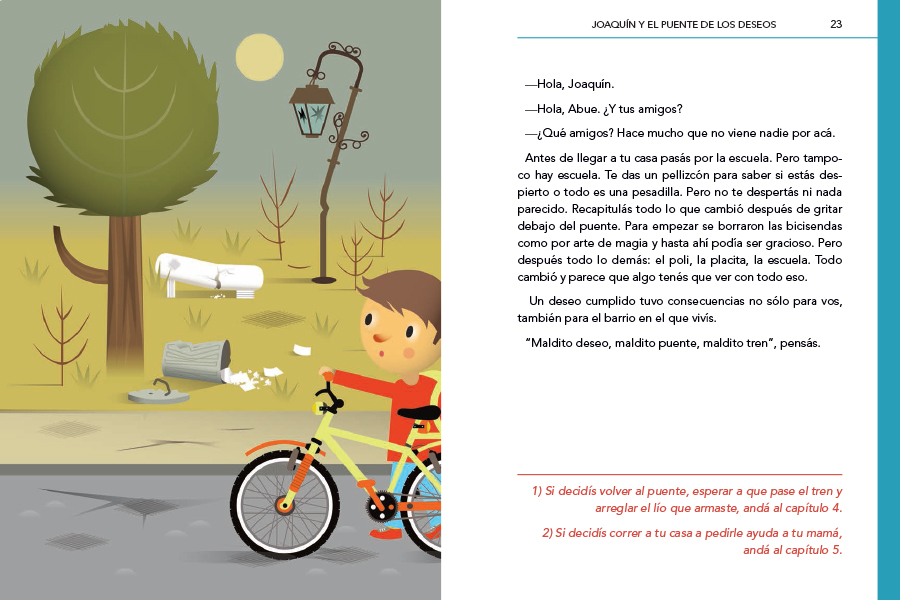 JOAQUÍN Y EL PUENTE DE LOS DESEOS 23
—Hola, Joaquín.
—Hola, Abue. ¿Y tus amigos?
—¿Qué amigos? Hace mucho que no viene nadie por acá.
Antes de llegar a tu casa pasás por la escuela. Pero tampo-
co hay escuela. Te das un pellizcón para saber si estás des-
pierto o todo es una pesadilla. Pero no te despertás ni nada
parecido. Recapitulás todo lo que cambió después de gritar
debajo del puente. Para empezar se borraron las bicisendas
como por arte de magia y hasta ahí podía ser gracioso. Pero
después todo lo demás: el poli, la placita, la escuela. Todo
cambió y parece que algo tenés que ver con todo eso.
Un deseo cumplido tuvo consecuencias no sólo para vos,
también para el barrio en el que vivís.
“Maldito deseo, maldito puente, maldito tren”, pensás.
1) Si decidís volver al puente, esperar a que pase el tren y
arreglar el lío que armaste, andá al capítulo 4.
2) Si decidís correr a tu casa a pedirle ayuda a tu mamá,
andá al capítulo 5.